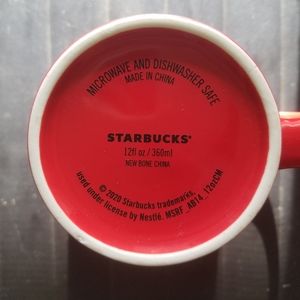 MICROWAVE AND DISHWASHER SAFE
MADE IN CHINA
STARBUCKS®
12fl oz / 360ml
NEW BONE CHINA
© 2020 Starbucks trademarks,
used under license by Nestlé. MSRF_AB14_12OZCM